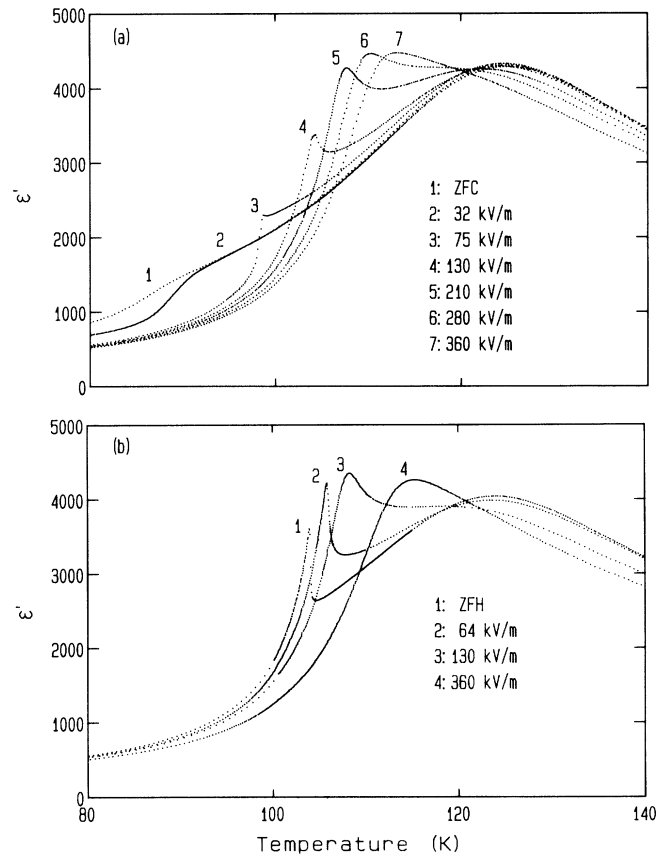 (a)
5000
4000
3000
2000
1000
0
ε'
1
2
3
4
5
6
7
1: ZFC
2: 32 kV/m
3: 75 kV/m
4: 130 kV/m
5: 210 kV/m
6: 280 kV/m
7: 360 kV/m
(b)
5000
4000
3000
2000
1000
0
ε'
1
2
3
4
1: ZFH
2: 64 kV/m
3: 130 kV/m
4: 360 kV/m
80 100 120 140
Temperature (K)